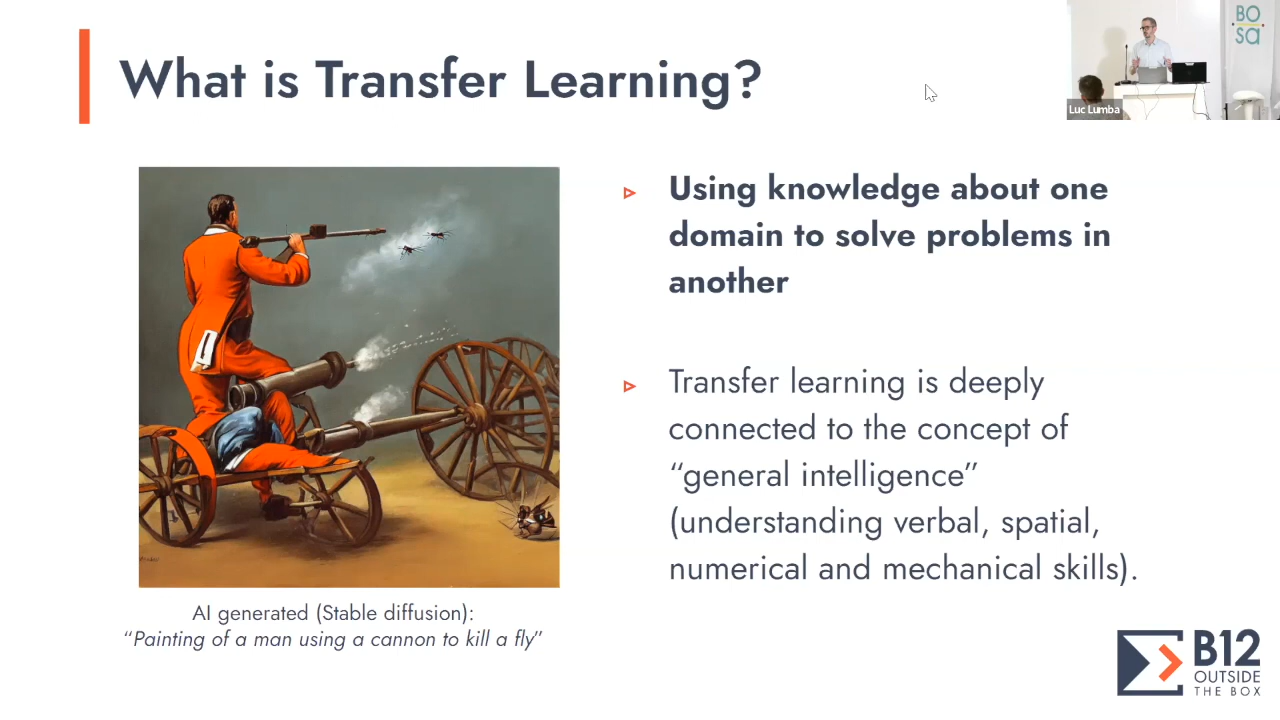 What is Transfer Learning?
BO
.sa.
Luc Lumba
Using knowledge about one
domain to solve problems in
another
Transfer learning is deeply
connected to the concept of
“general intelligence”
(understanding verbal, spatial,
numerical and mechanical skills).
AI generated (Stable diffusion):
“Painting of a man using a cannon to kill a fly”
B12
OUTSIDE
THE BOX